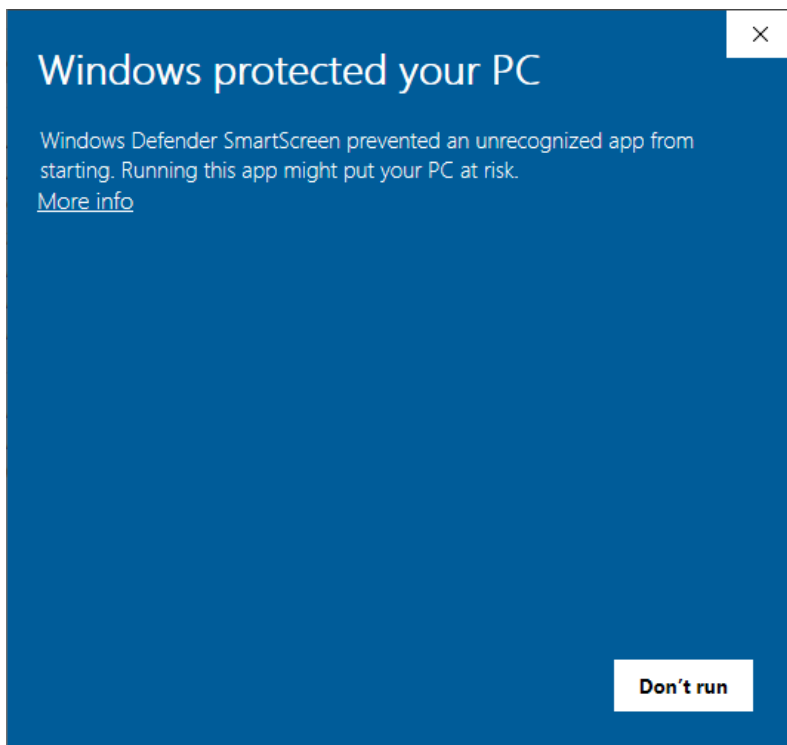 Windows protected your PC
Windows Defender SmartScreen prevented an unrecognized app from
starting. Running this app might put your PC at risk.
More info
Don't run